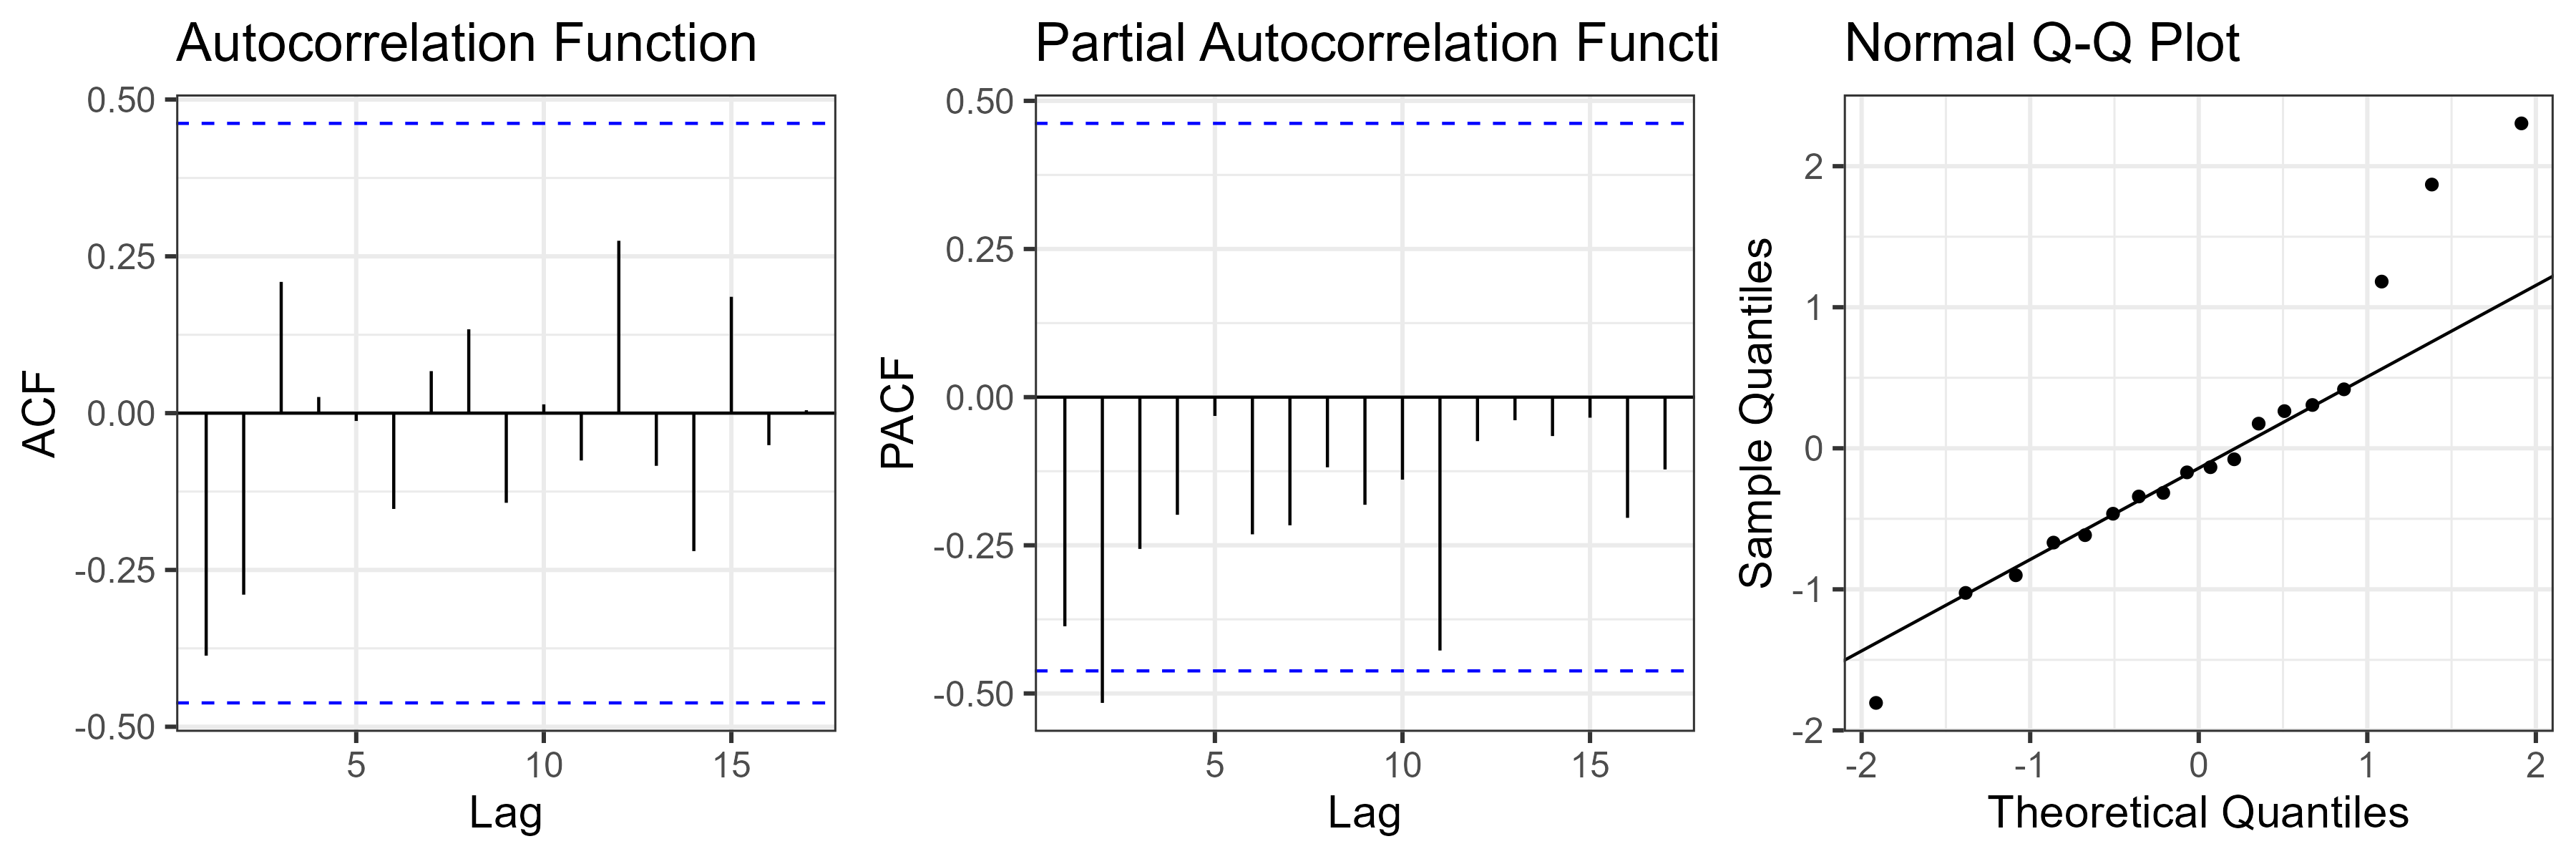 Autocorrelation Function
0.50
0.25
0.00
-0.25
-0.50
ACF
5 10 15
Lag
Partial Autocorrelation Functi
0.50
0.25
0.00
-0.25
-0.50
PACF
5 10 15
Lag
Normal Q-Q Plot
2
1
0
-1
-2
Sample Quantiles
-2 -1 0 1 2
Theoretical Quantiles